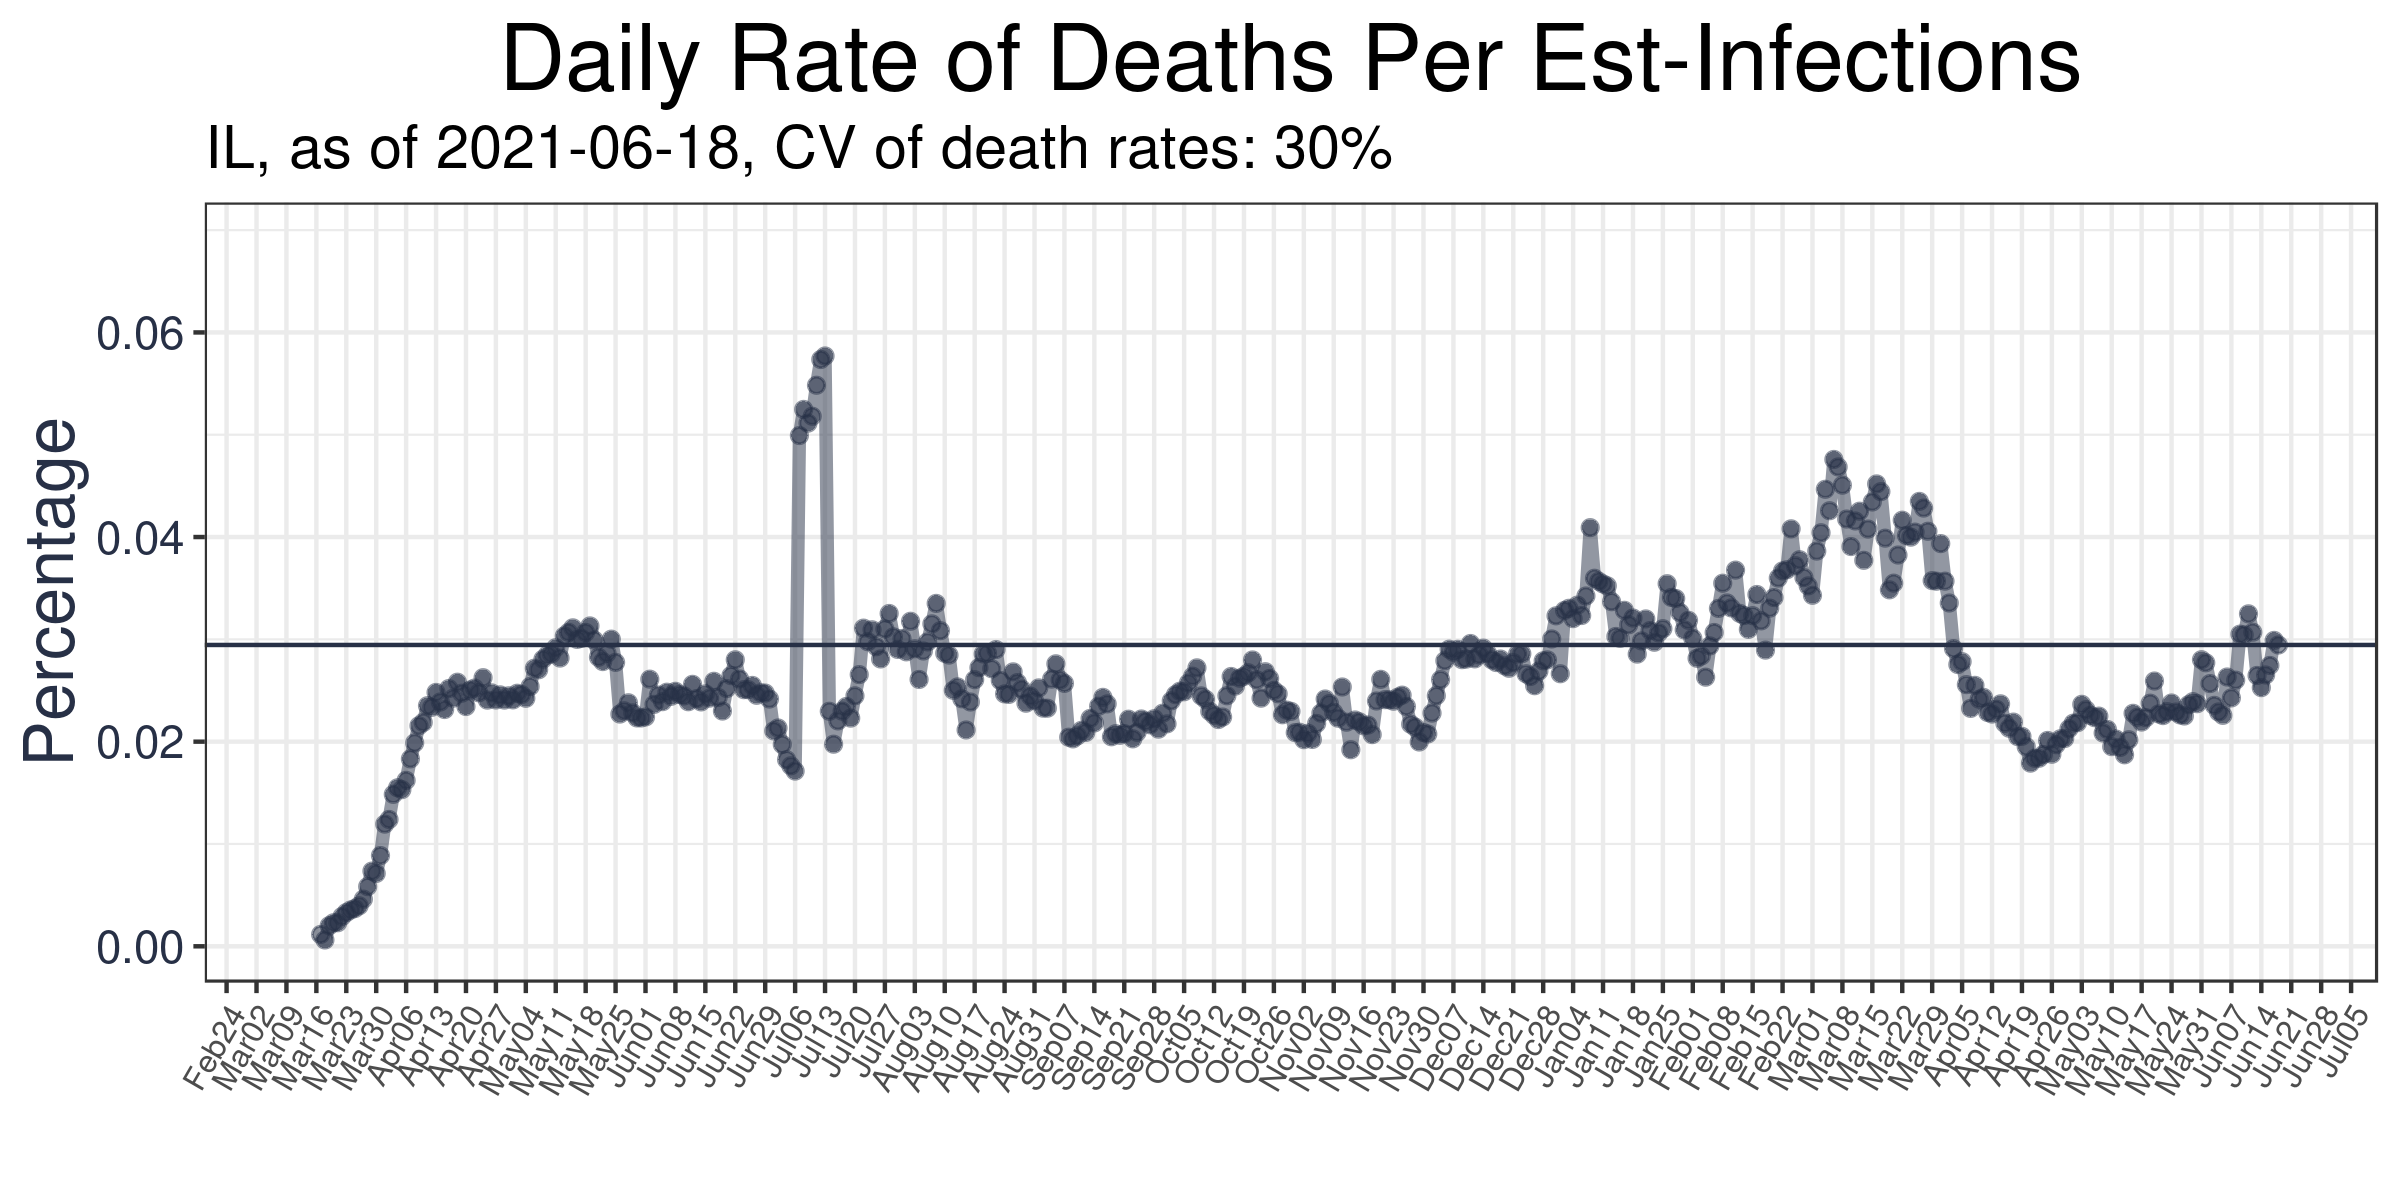 Daily Rate of Deaths Per Est-Infections
IL, as of 2021-06-18, CV of death rates: 30%
Percentage
0.06
0.04
0.02
0.00
Feb24 Mar02 Mar09 Mar16 Mar23 Mar30 Apr06 Apr13 Apr20 Apr27 May04 May11 May18 May25 Jun01 Jun08 Jun15 Jun22 Jun29 Jul06 Jul13 Jul20 Jul27 Aug03 Aug10 Aug17 Aug24 Aug31 Sep07 Sep14 Sep21 Sep28 Oct05 Oct12 Oct19 Oct26 Nov02 Nov09 Nov16 Nov23 Nov30 Dec07 Dec14 Dec21 Dec28 Jan04 Jan11 Jan18 Jan25 Feb01 Feb08 Feb15 Feb22 Mar01 Mar08 Mar15 Mar22 Mar29 Apr05 Apr12 Apr19 Apr26 May03 May10 May17 May24 May31 Jun07 Jun14 Jun21 Jun28 Jul05